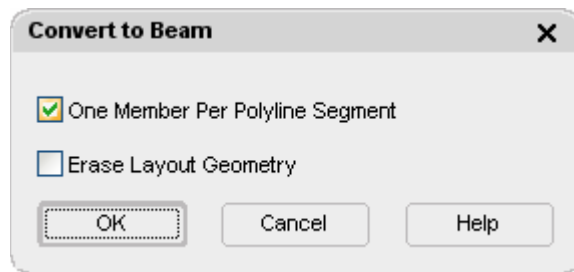 Convert to Beam
One Member Per Polyline Segment
Erase Layout Geometry
OK Cancel Help